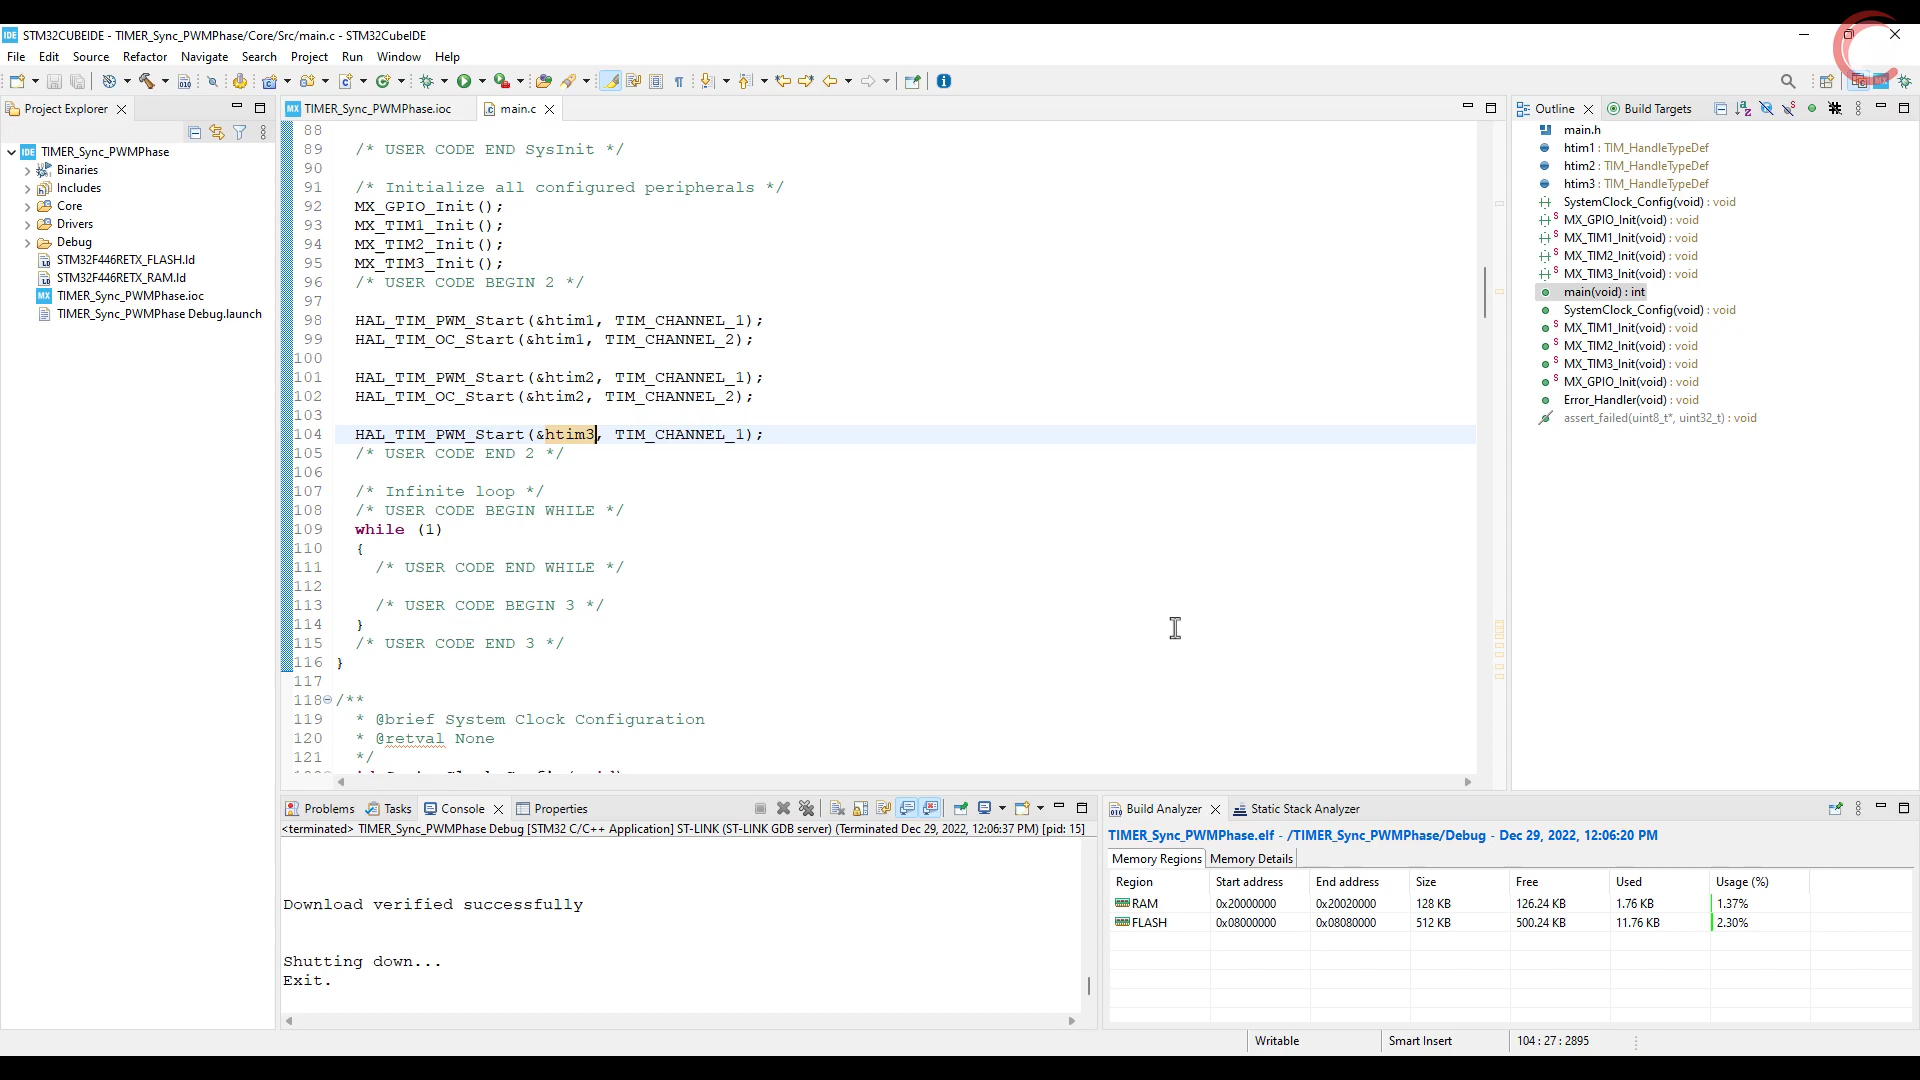 IDE STM32CUBEIDE - TIMER_Sync_PWMPhase/Core/Src/main.c - STM32CubeIDE
File Edit Source Refactor Navigate Search Project Run Window Help
Project Explorer
MX TIMER_Sync_PWMPhase.ioc
main.c
Outline
Build Targets
IDE TIMER_Sync_PWMPhase
Binaries
Includes
Core
Drivers
Debug
STM32F446RETX_FLASH.ld
STM32F446RETX_RAM.ld
MX TIMER_Sync_PWMPhase.ioc
TIMER_Sync_PWMPhase Debug.launch
88
89 /* USER CODE END SysInit */
90
91 /* Initialize all configured peripherals */
92 MX_GPIO_Init();
93 MX_TIM1_Init();
94 MX_TIM2_Init();
95 MX_TIM3_Init();
96 /* USER CODE BEGIN 2 */
97
98 HAL_TIM_PWM_Start(&htim1, TIM_CHANNEL_1);
99 HAL_TIM_OC_Start(&htim1, TIM_CHANNEL_2);
100
101 HAL_TIM_PWM_Start(&htim2, TIM_CHANNEL_1);
102 HAL_TIM_OC_Start(&htim2, TIM_CHANNEL_2);
103
104 HAL_TIM_PWM_Start(&htim3, TIM_CHANNEL_1);
105 /* USER CODE END 2 */
106
107 /* Infinite loop */
108 /* USER CODE BEGIN WHILE */
109 while (1)
110 {
111 /* USER CODE END WHILE */
112
113 /* USER CODE BEGIN 3 */
114 }
115 /* USER CODE END 3 */
116 }
117
118 /**
119 * @brief System Clock Configuration
120 * @retval None
121 */
main.h
htim1 : TIM_HandleTypeDef
htim2 : TIM_HandleTypeDef
htim3 : TIM_HandleTypeDef
SystemClock_Config(void) : void
MX_GPIO_Init(void) : void
MX_TIM1_Init(void) : void
MX_TIM2_Init(void) : void
MX_TIM3_Init(void) : void
main(void) : int
SystemClock_Config(void) : void
MX_TIM1_Init(void) : void
MX_TIM2_Init(void) : void
MX_TIM3_Init(void) : void
MX_GPIO_Init(void) : void
Error_Handler(void) : void
assert_failed(uint8_t*, uint32_t) : void
Problems Tasks Console Properties
<terminated> TIMER_Sync_PWMPhase Debug [STM32 C/C++ Application] ST-LINK (ST-LINK GDB server) (Terminated Dec 29, 2022, 12:06:37 PM) [pid: 15]
Download verified successfully
Shutting down...
Exit.
Build Analyzer Static Stack Analyzer
TIMER_Sync_PWMPhase.elf - /TIMER_Sync_PWMPhase/Debug - Dec 29, 2022, 12:06:20 PM
Memory Regions Memory Details
Region Start address End address Size Free Used Usage (%)
RAM 0x20000000 0x20020000 128 KB 126.24 KB 1.76 KB 1.37%
FLASH 0x08000000 0x08080000 512 KB 500.24 KB 11.76 KB 2.30%
Writable Smart Insert 104 : 27 : 2895